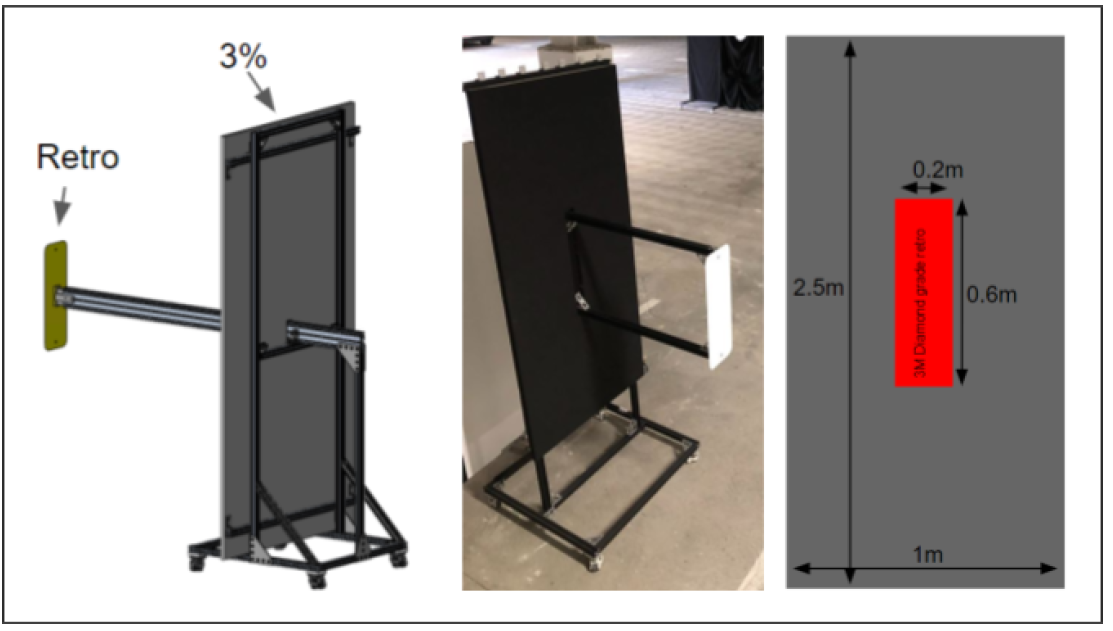 3%
Retro
0.2m
3M Diamond grade retro
2.5m
0.6m
1m